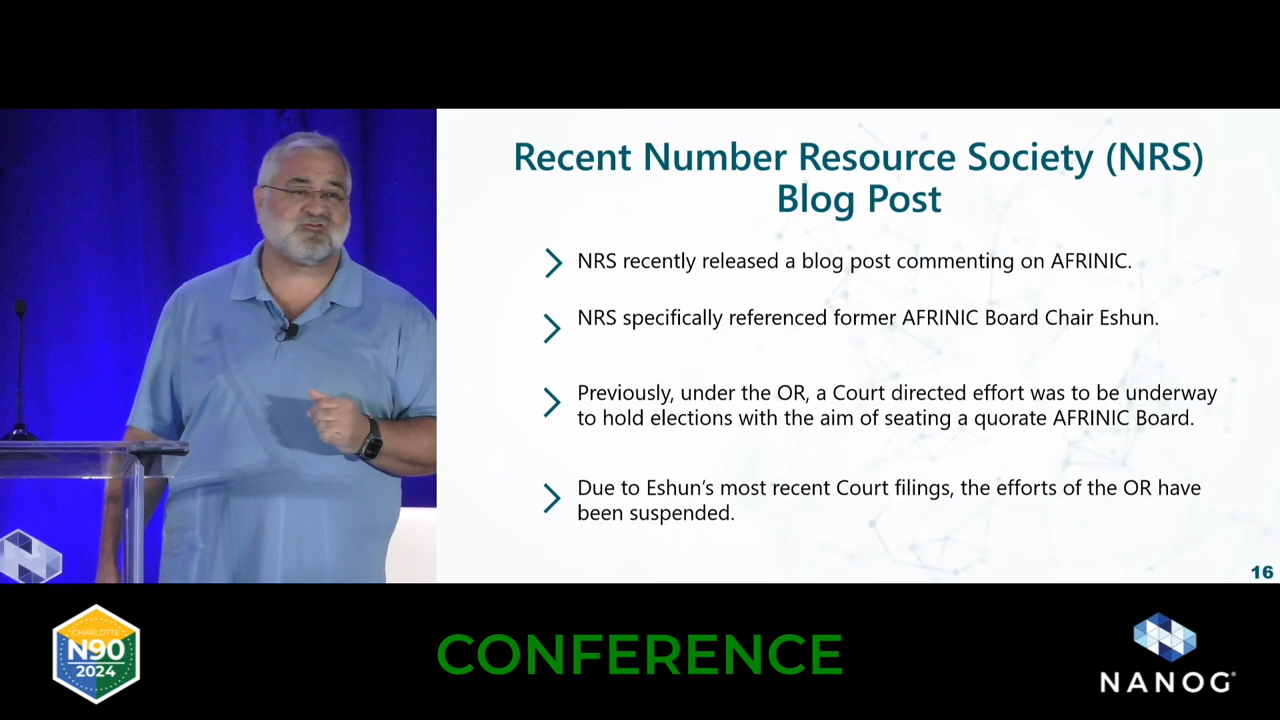 Recent Number Resource Society (NRS)
Blog Post
NRS recently released a blog post commenting on AFRINIC.
NRS specifically referenced former AFRINIC Board Chair Eshun.
Previously, under the OR, a Court directed effort was to be underway
to hold elections with the aim of seating a quorate AFRINIC Board.
Due to Eshun’s most recent Court filings, the efforts of the OR have
been suspended.
16
CHARLOTTE
N90
2024
CONFERENCE
NANOG®